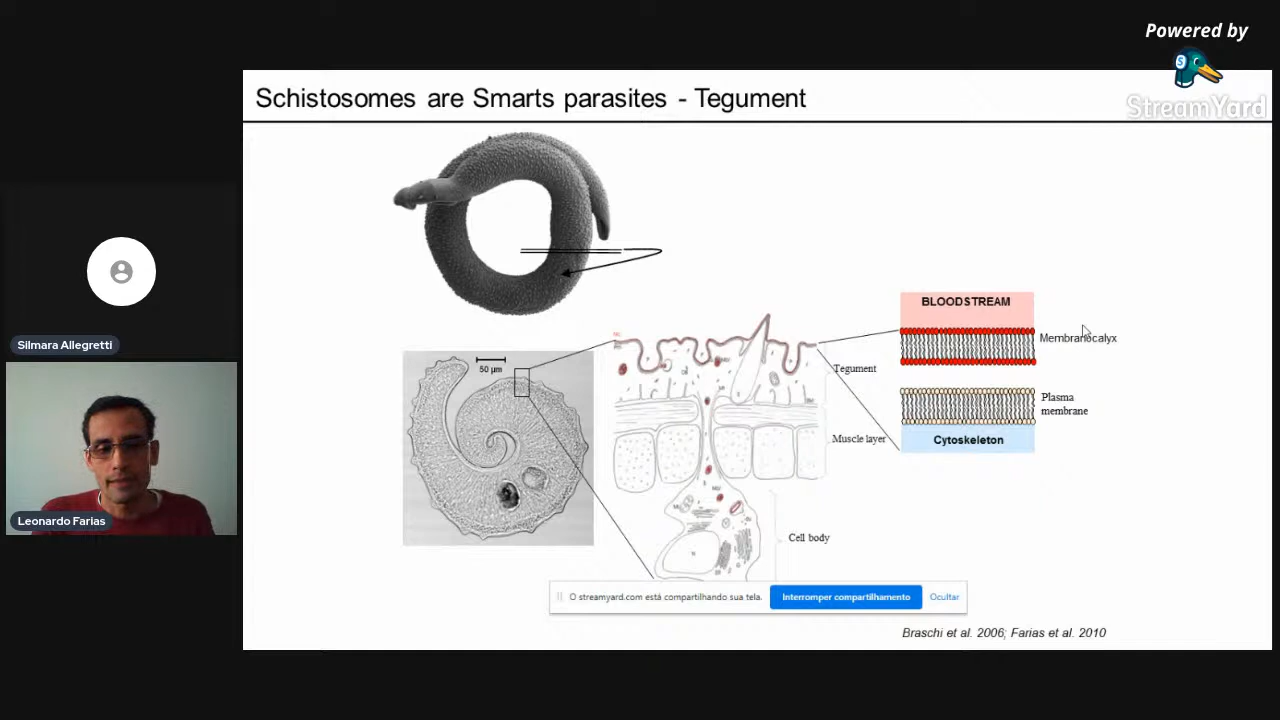 Powered by
StreamYard
Schistosomes are Smarts parasites - Tegument
BLOODSTREAM
Membranocalyx
Plasma
membrane
Cytoskeleton
50 µm
Tegument
Muscle layer
Cell body
Silmara Allegretti
Leonardo Farias
O streamyard.com está compartilhando sua tela.
Interromper compartilhamento
Ocultar
Braschi et al. 2006; Farias et al. 2010